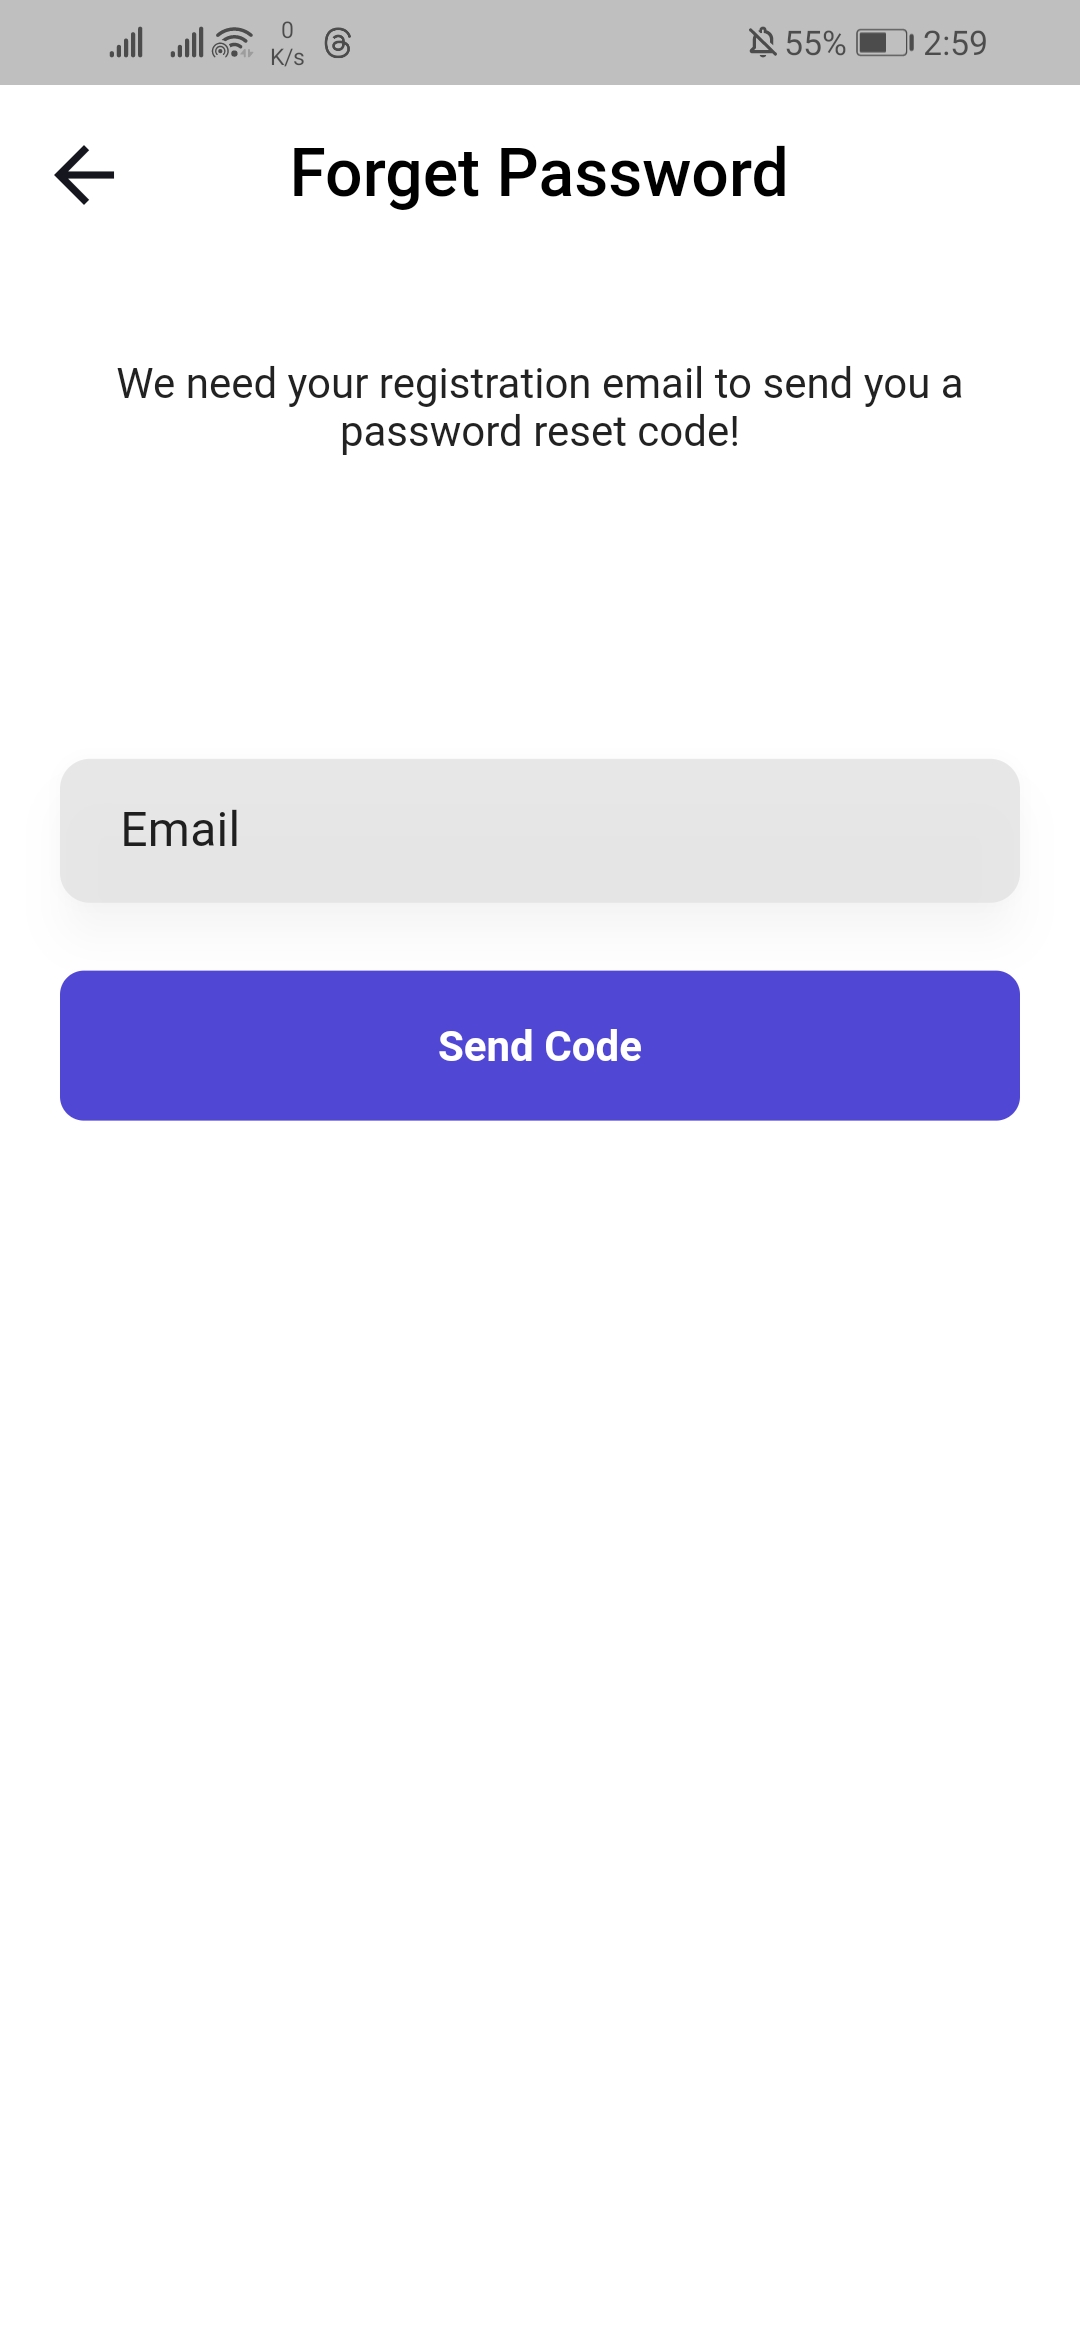 0
K/s
55%
2:59
Forget Password
We need your registration email to send you a
password reset code!
Email
Send Code